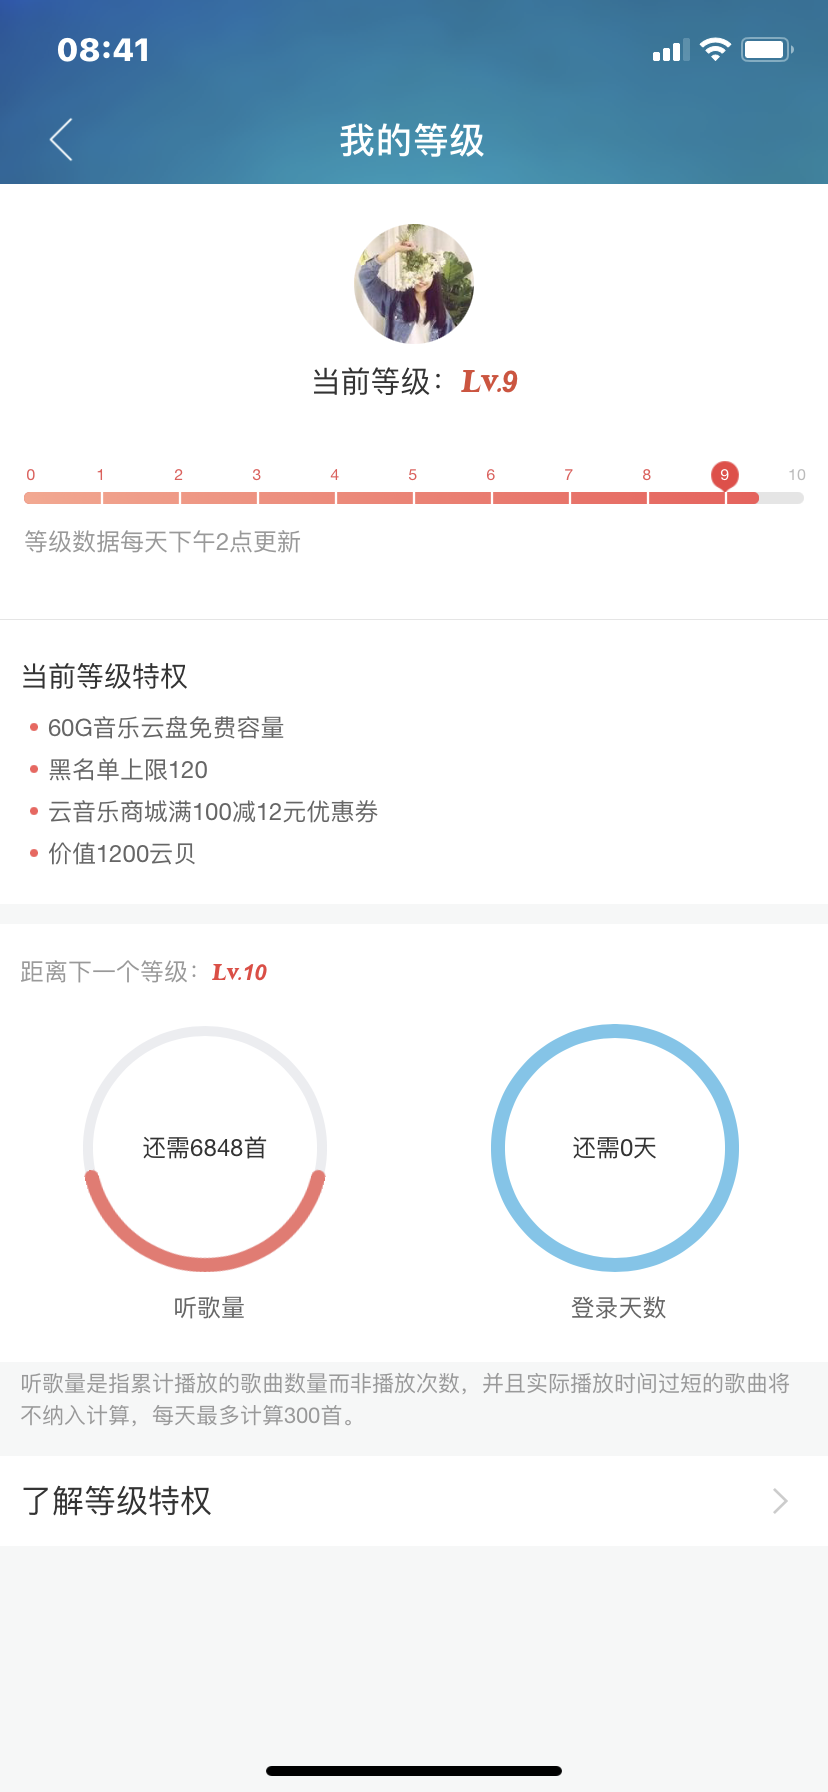 08:41
我的等级
当前等级：Lv.9
0 1 2 3 4 5 6 7 8 9 10
等级数据每天下午2点更新
当前等级特权
60G音乐云盘免费容量
黑名单上限120
云音乐商城满100减12元优惠券
价值1200云贝
距离下一个等级：Lv.10
还需6848首
还需0天
听歌量
登录天数
听歌量是指累计播放的歌曲数量而非播放次数，并且实际播放时间过短的歌曲将
不纳入计算，每天最多计算300首。
了解等级特权